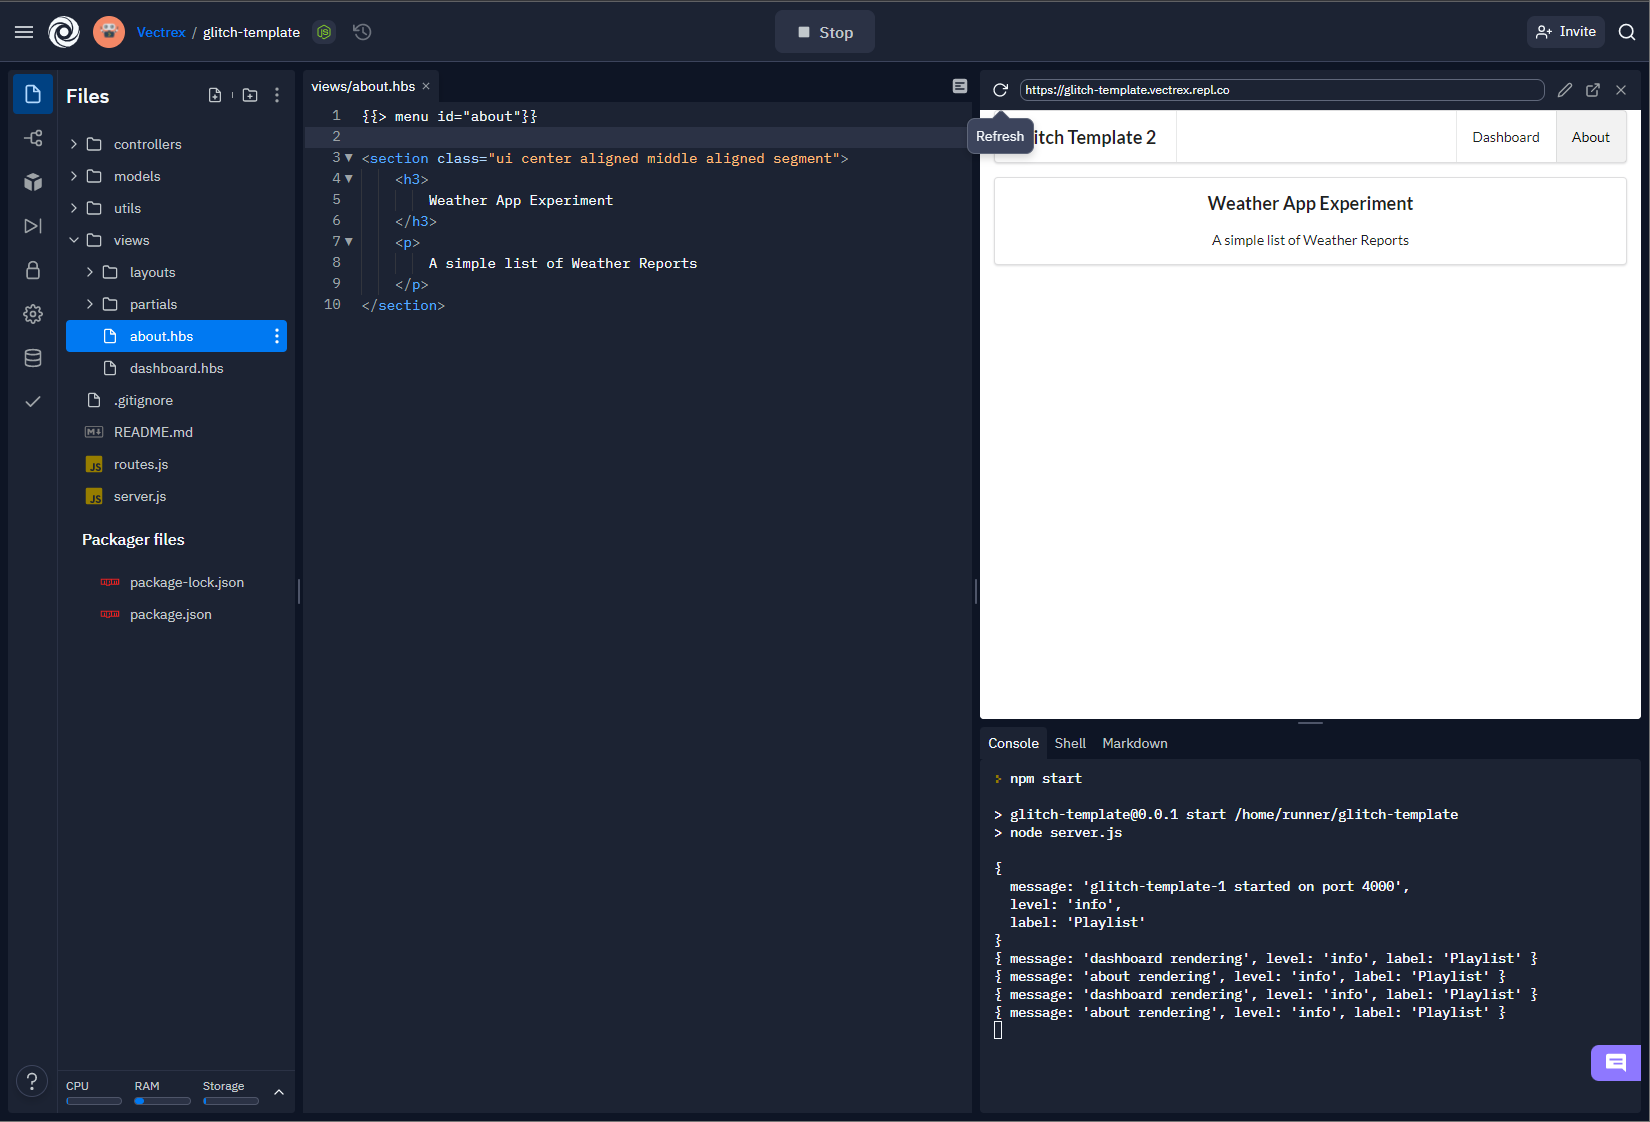 Vectrex / glitch-template
Stop
Invite
Files
controllers
models
utils
views
layouts
partials
about.hbs
dashboard.hbs
.gitignore
README.md
JS routes.js
JS server.js
Packager files
npm package-lock.json
npm package.json
CPU RAM Storage
views/about.hbs
1 {{> menu id="about"}}
2
3 <section class="ui center aligned middle aligned segment">
4 <h3>
5 Weather App Experiment
6 </h3>
7 <p>
8 A simple list of Weather Reports
9 </p>
10 </section>
https://glitch-template.vectrex.repl.co
Refresh
itch Template 2 Dashboard About
Weather App Experiment
A simple list of Weather Reports
Console Shell Markdown
npm start
> glitch-template@0.0.1 start /home/runner/glitch-template
> node server.js
{
message: 'glitch-template-1 started on port 4000',
level: 'info',
label: 'Playlist'
}
{ message: 'dashboard rendering', level: 'info', label: 'Playlist' }
{ message: 'about rendering', level: 'info', label: 'Playlist' }
{ message: 'dashboard rendering', level: 'info', label: 'Playlist' }
{ message: 'about rendering', level: 'info', label: 'Playlist' }